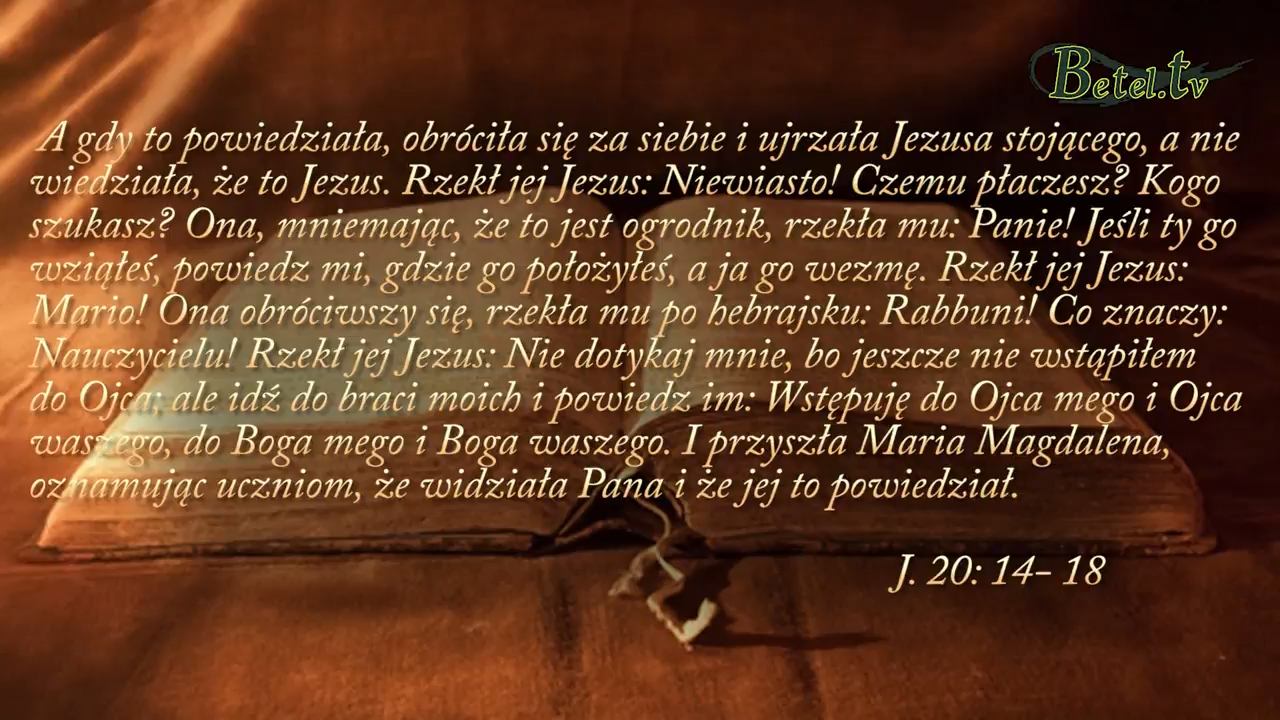 Betel.tv
A gdy to powiedziała, obróciła się za siebie i ujrzała Jezusa stojącego, a nie
wiedziała, że to Jezus. Rzekł jej Jezus: Niewiasto! Czemu płaczesz? Kogo
szukasz? Ona, mniemając, że to jest ogrodnik, rzekła mu: Panie! Jeśli ty go
wziąłeś, powiedz mi, gdzie go położyłeś, a ja go wezmę. Rzekł jej Jezus:
Mario! Ona obróciwszy się, rzekła mu po hebrajsku: Rabbuni! Co znaczy:
Nauczycielu! Rzekł jej Jezus: Nie dotykaj mnie, bo jeszcze nie wstąpiłem
do Ojca; ale idź do braci moich i powiedz im: Wstępuję do Ojca mego i Ojca
waszego, do Boga mego i Boga waszego. I przyszła Maria Magdalena,
oznamując uczniom, że widziała Pana i że jej to powiedział.
J. 20: 14- 18